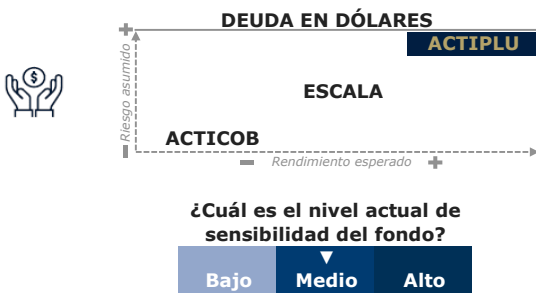 DEUDA EN DÓLARES
ACTIPLU
Riesgo asumido
$
ESCALA
ACTICOB
Rendimiento esperado
¿Cuál es el nivel actual de
sensibilidad del fondo?
Bajo Medio Alto